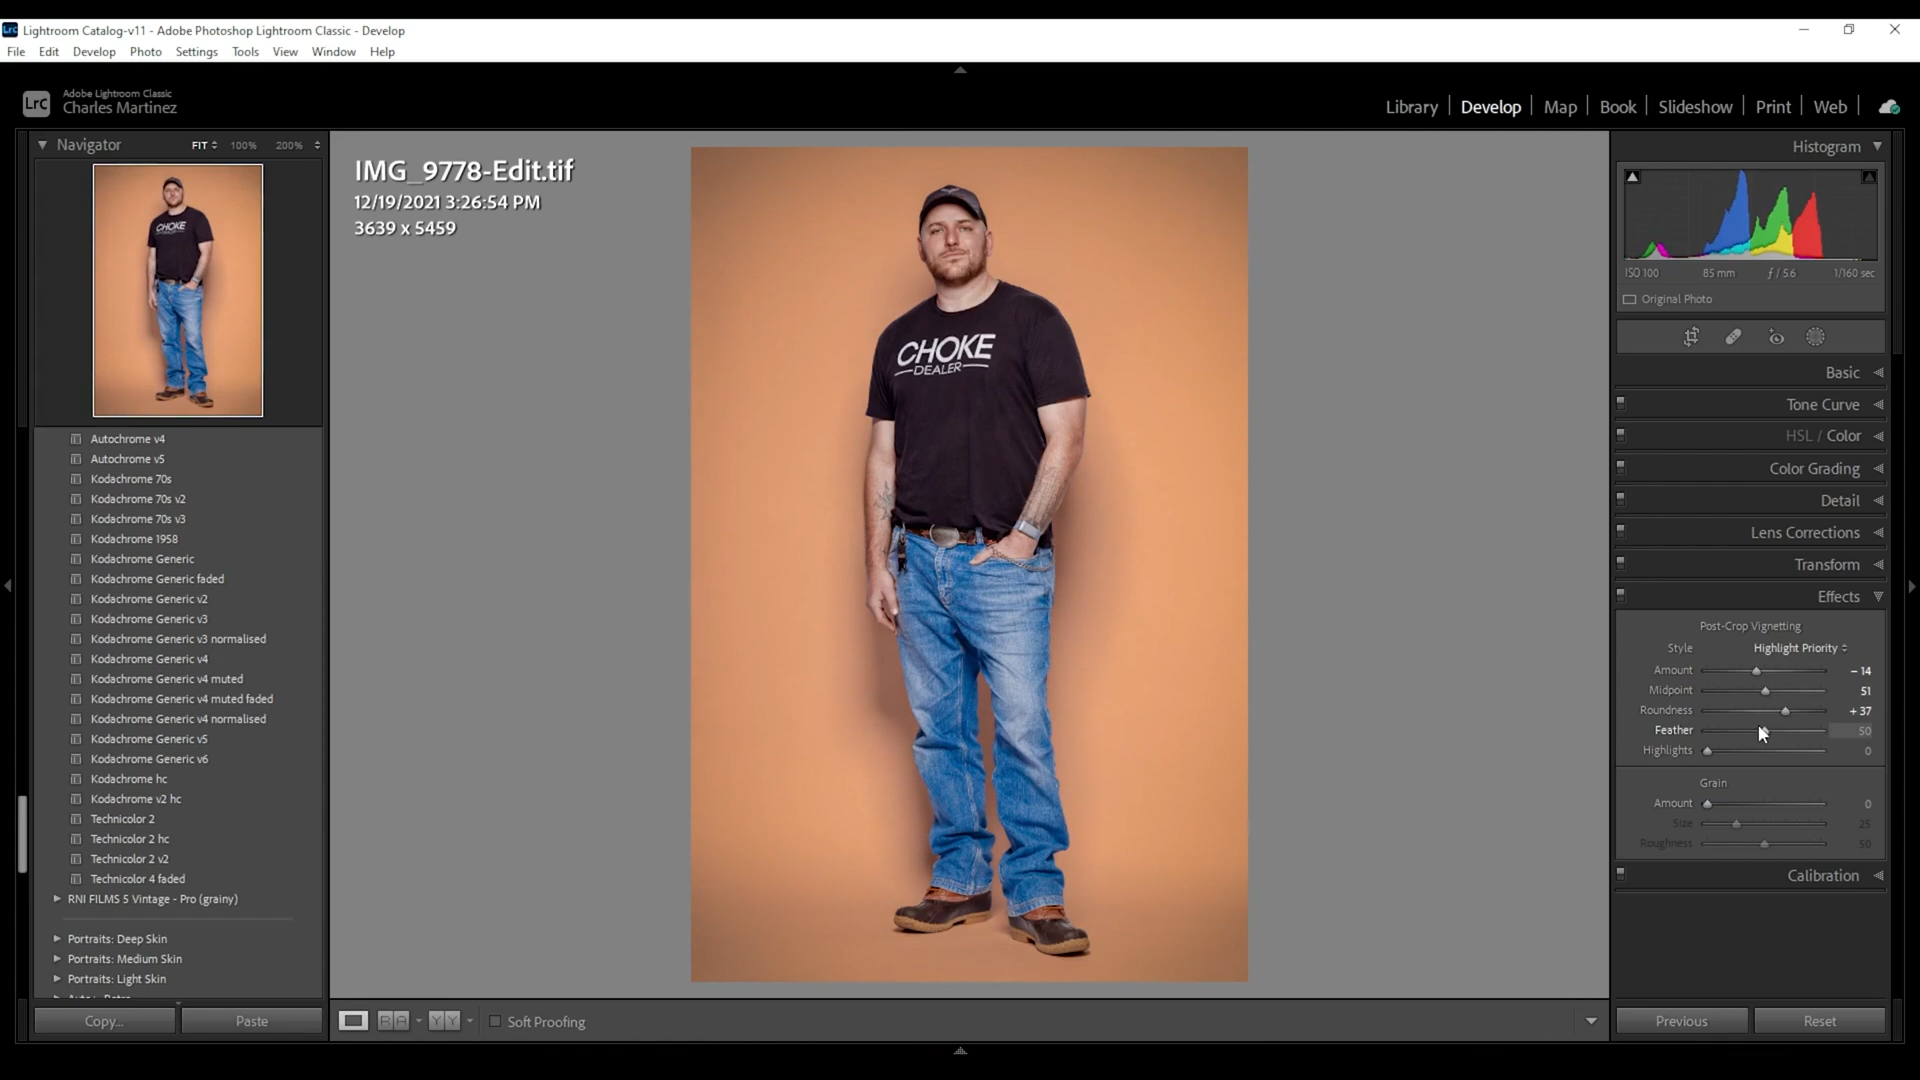 Lightroom Catalog-v11 - Adobe Photoshop Lightroom Classic - Develop
File Edit Develop Photo Settings Tools View Window Help
LrC
Adobe Lightroom Classic
Charles Martinez
Library Develop Map Book Slideshow Print Web
Navigator FIT 100% 200%
Autochrome v4
Autochrome v5
Kodachrome 70s
Kodachrome 70s v2
Kodachrome 70s v3
Kodachrome 1958
Kodachrome Generic
Kodachrome Generic faded
Kodachrome Generic v2
Kodachrome Generic v3
Kodachrome Generic v3 normalised
Kodachrome Generic v4
Kodachrome Generic v4 muted
Kodachrome Generic v4 muted faded
Kodachrome Generic v4 normalised
Kodachrome Generic v5
Kodachrome Generic v6
Kodachrome hc
Kodachrome v2 hc
Technicolor 2
Technicolor 2 hc
Technicolor 2 v2
Technicolor 4 faded
RNI FILMS 5 Vintage - Pro (grainy)
Portraits: Deep Skin
Portraits: Medium Skin
Portraits: Light Skin
Copy... Paste
IMG_9778-Edit.tif
12/19/2021 3:26:54 PM
3639 x 5459
CHOKE
DEALER
Soft Proofing
Histogram
ISO 100 85 mm f / 5.6 1/160 sec
Original Photo
Basic
Tone Curve
HSL / Color
Color Grading
Detail
Lens Corrections
Transform
Effects
Post-Crop Vignetting
Style Highlight Priority
Amount - 14
Midpoint 51
Roundness + 37
Feather 50
Highlights 0
Grain
Amount 0
Size 25
Roughness 50
Calibration
Previous Reset